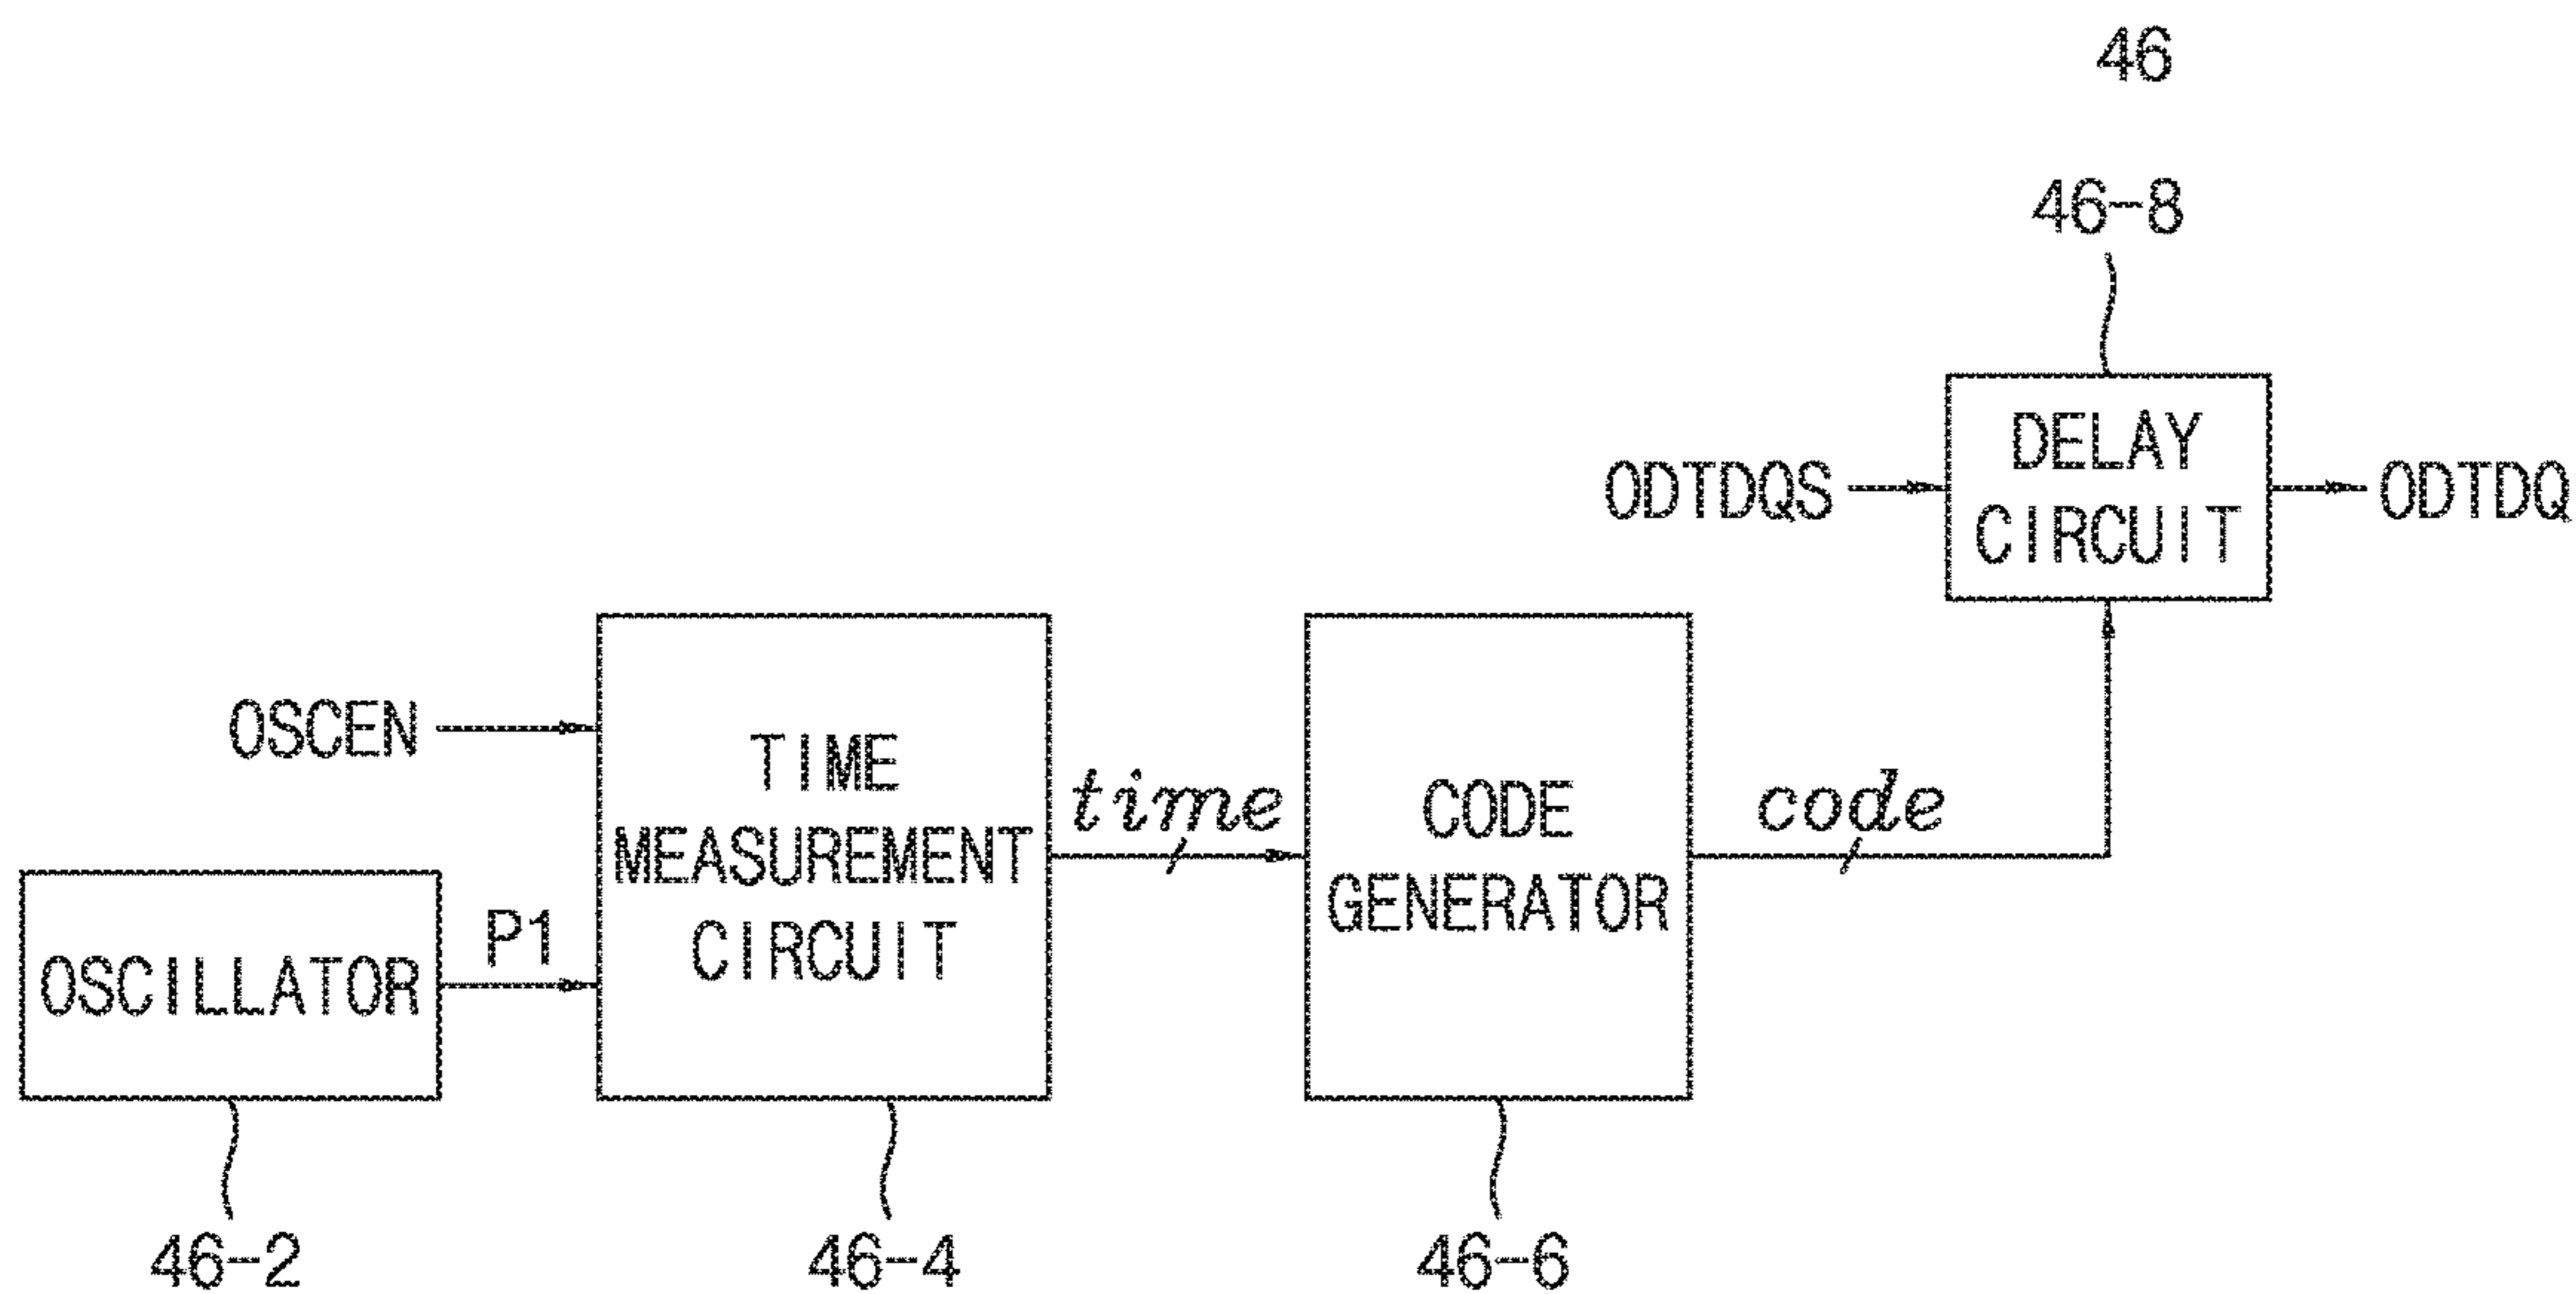 46
46-8
DELAY
CIRCUIT
ODTDQS
ODTDQ
OSCEN
TIME
MEASUREMENT
CIRCUIT
time
CODE
GENERATOR
code
OSCILLATOR
P1
46-2
46-4
46-6